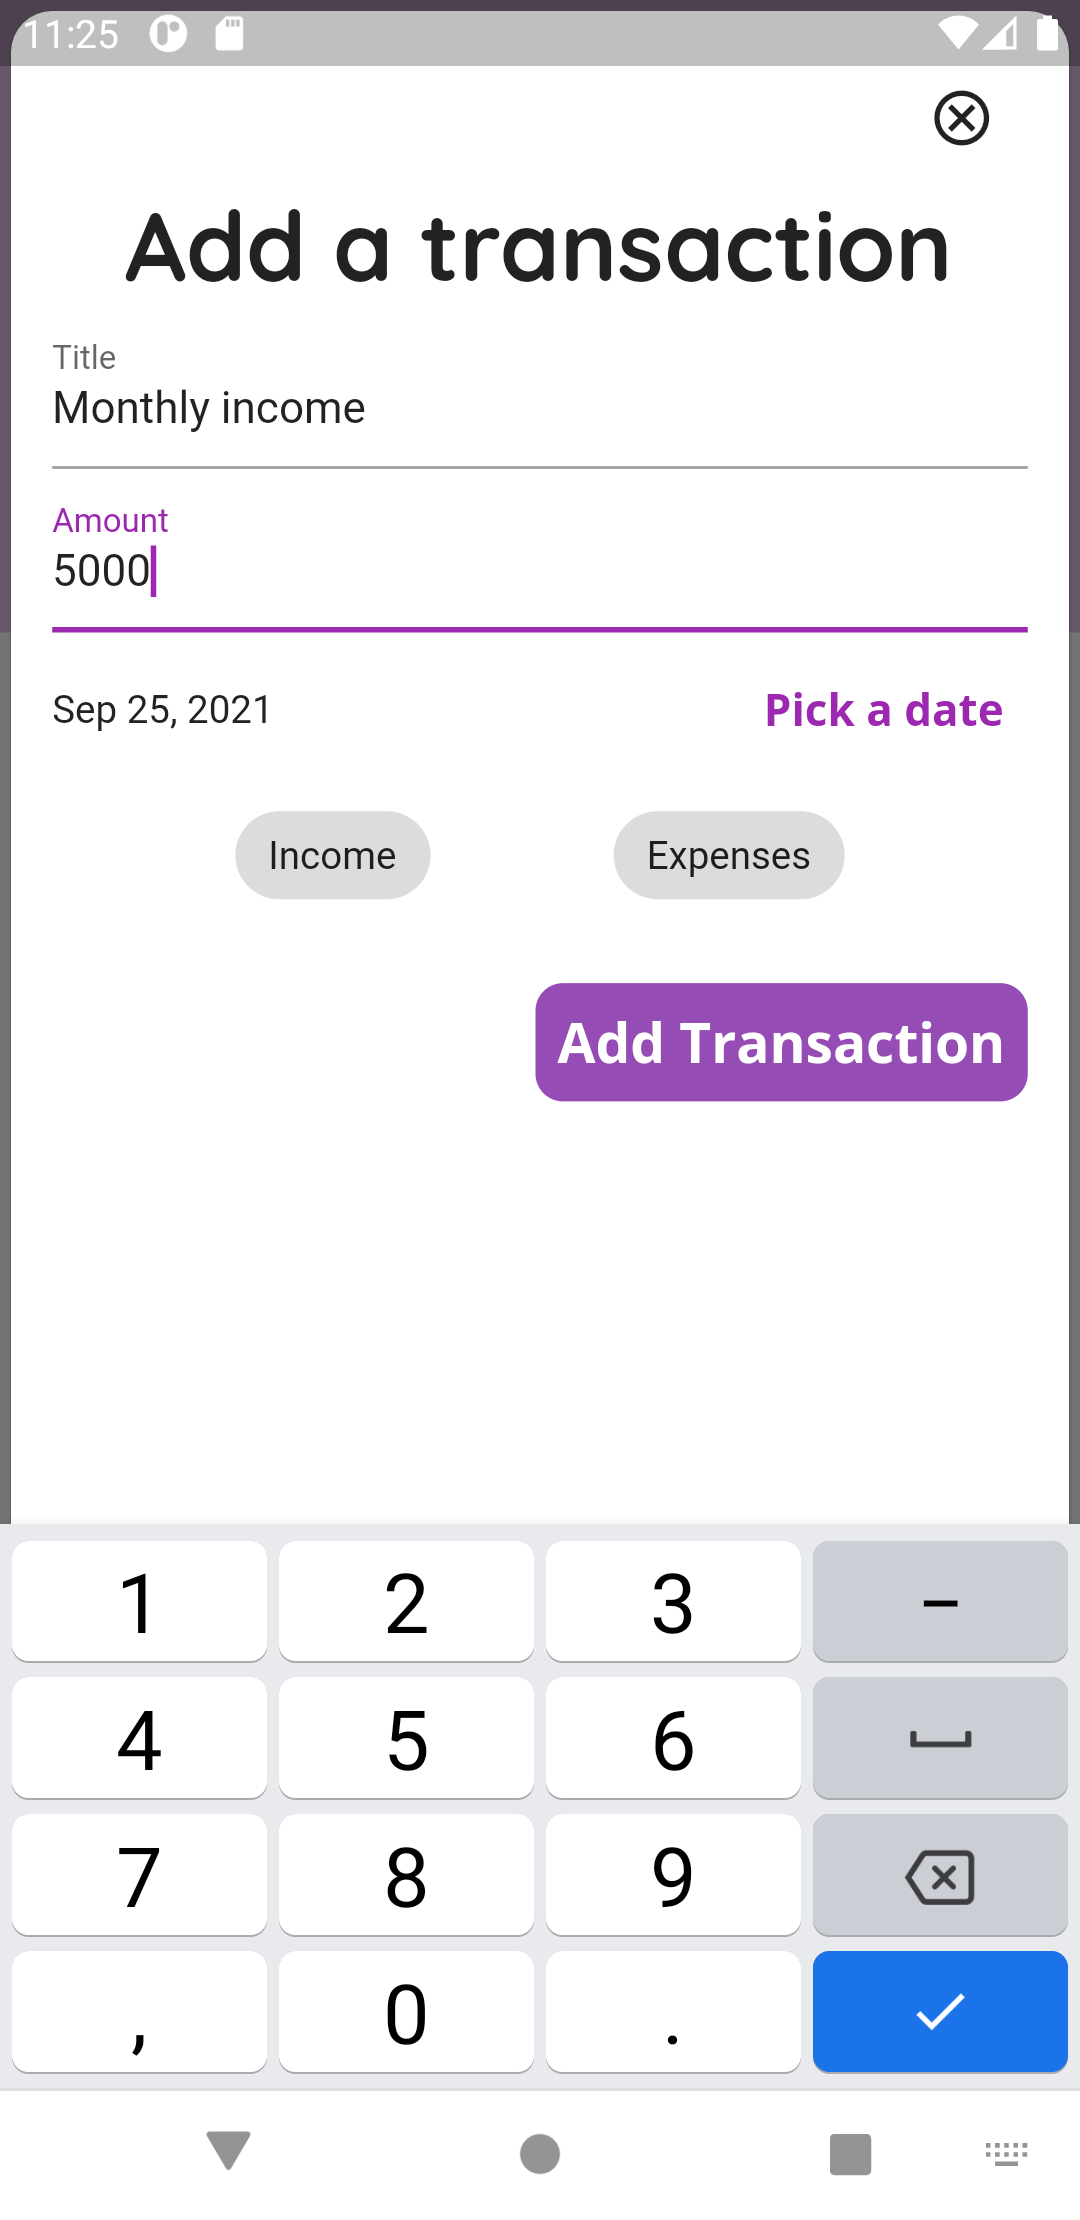 11:25
Add a transaction
Title
Monthly income
Amount
5000
Sep 25, 2021
Pick a date
Income
Expenses
Add Transaction
1 2 3 –
4 5 6
7 8 9
, 0 .